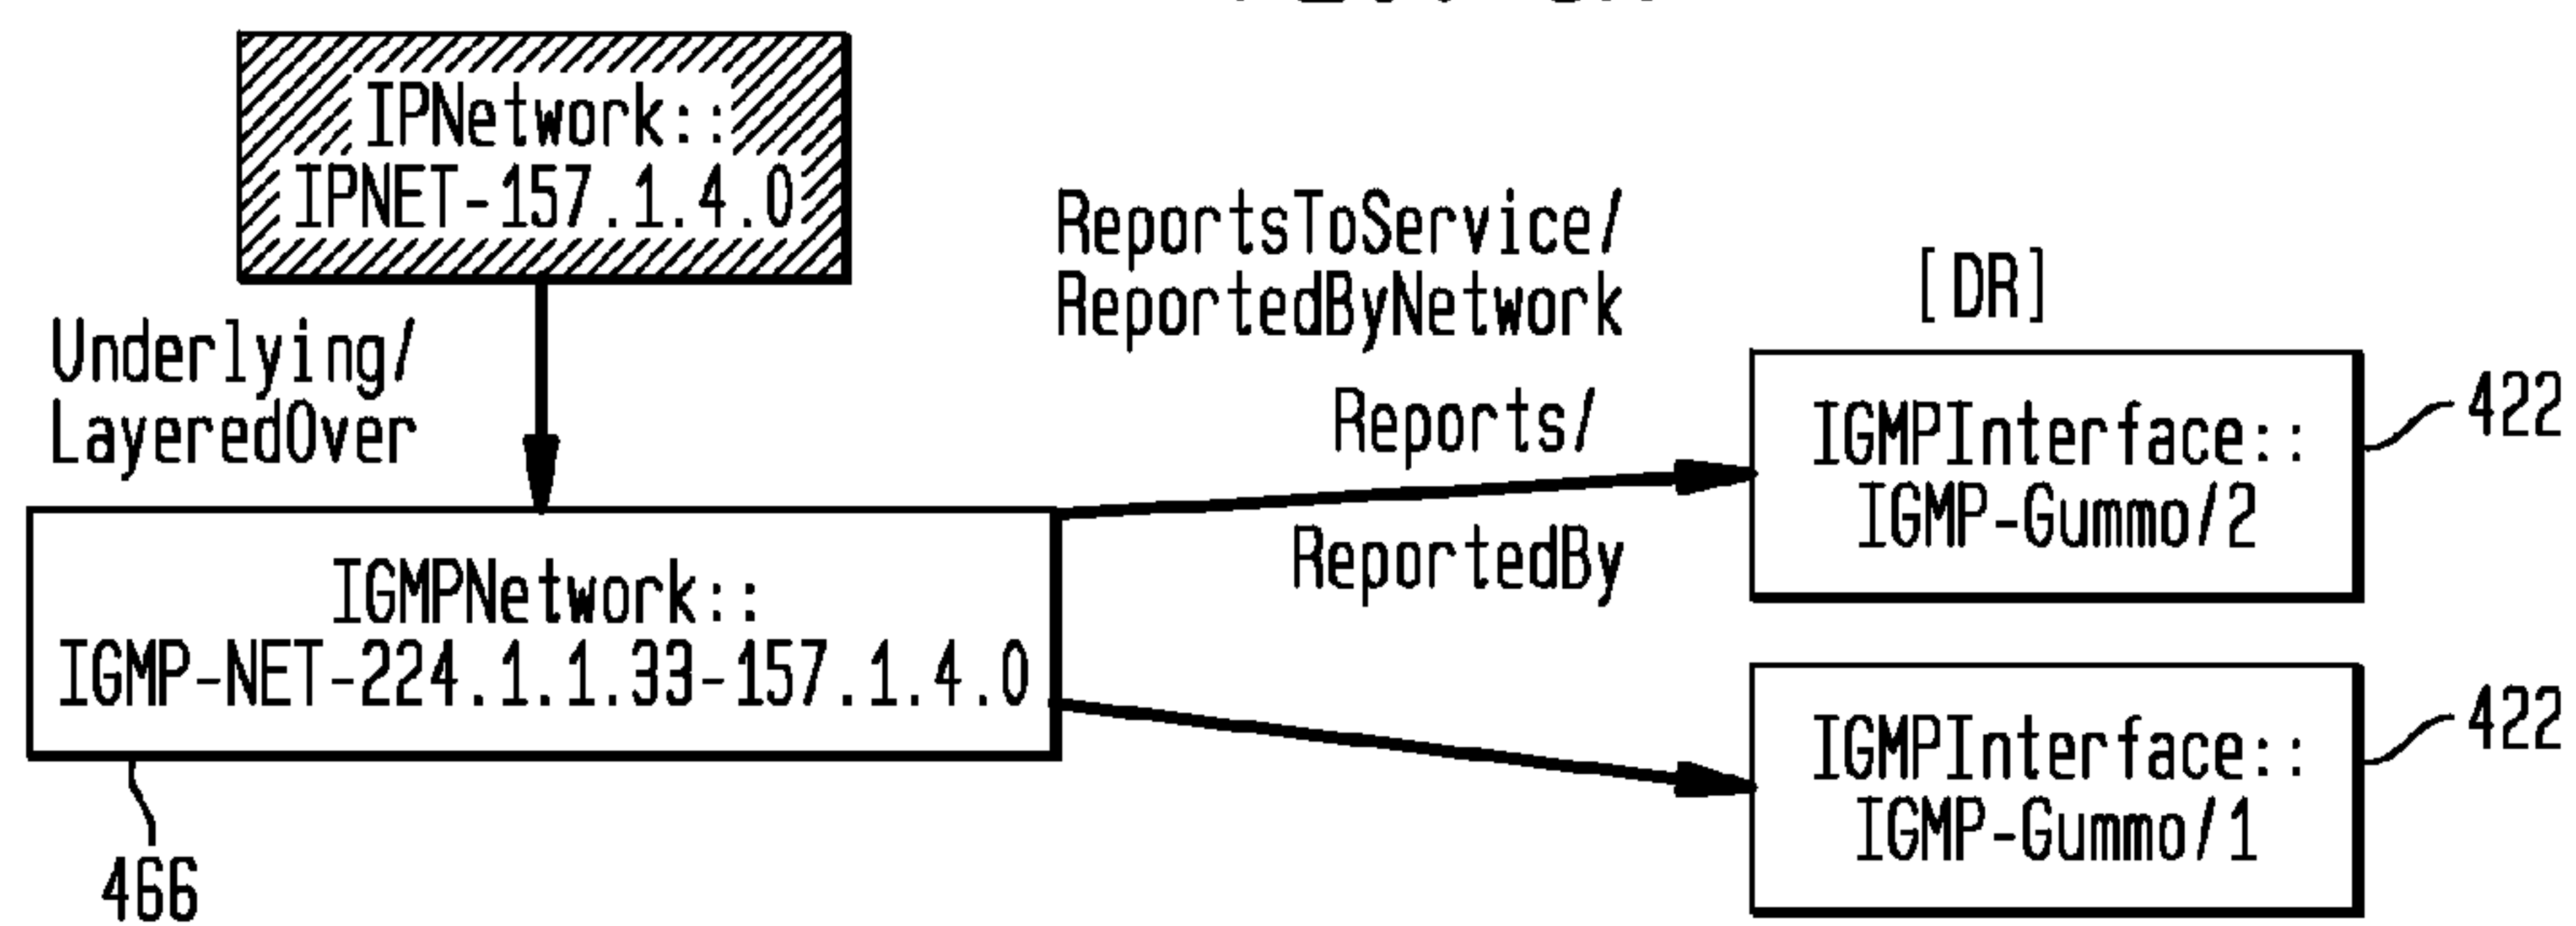 IPNetwork::
IPNET-157.1.4.0
Underlying/
LayeredOver
ReportsToService/
ReportedByNetwork
[DR]
Reports/
ReportedBy
IGMPInterface::
IGMP-Gummo/2
422
IGMPNetwork::
IGMP-NET-224.1.1.33-157.1.4.0
466
IGMPInterface::
IGMP-Gummo/1
422